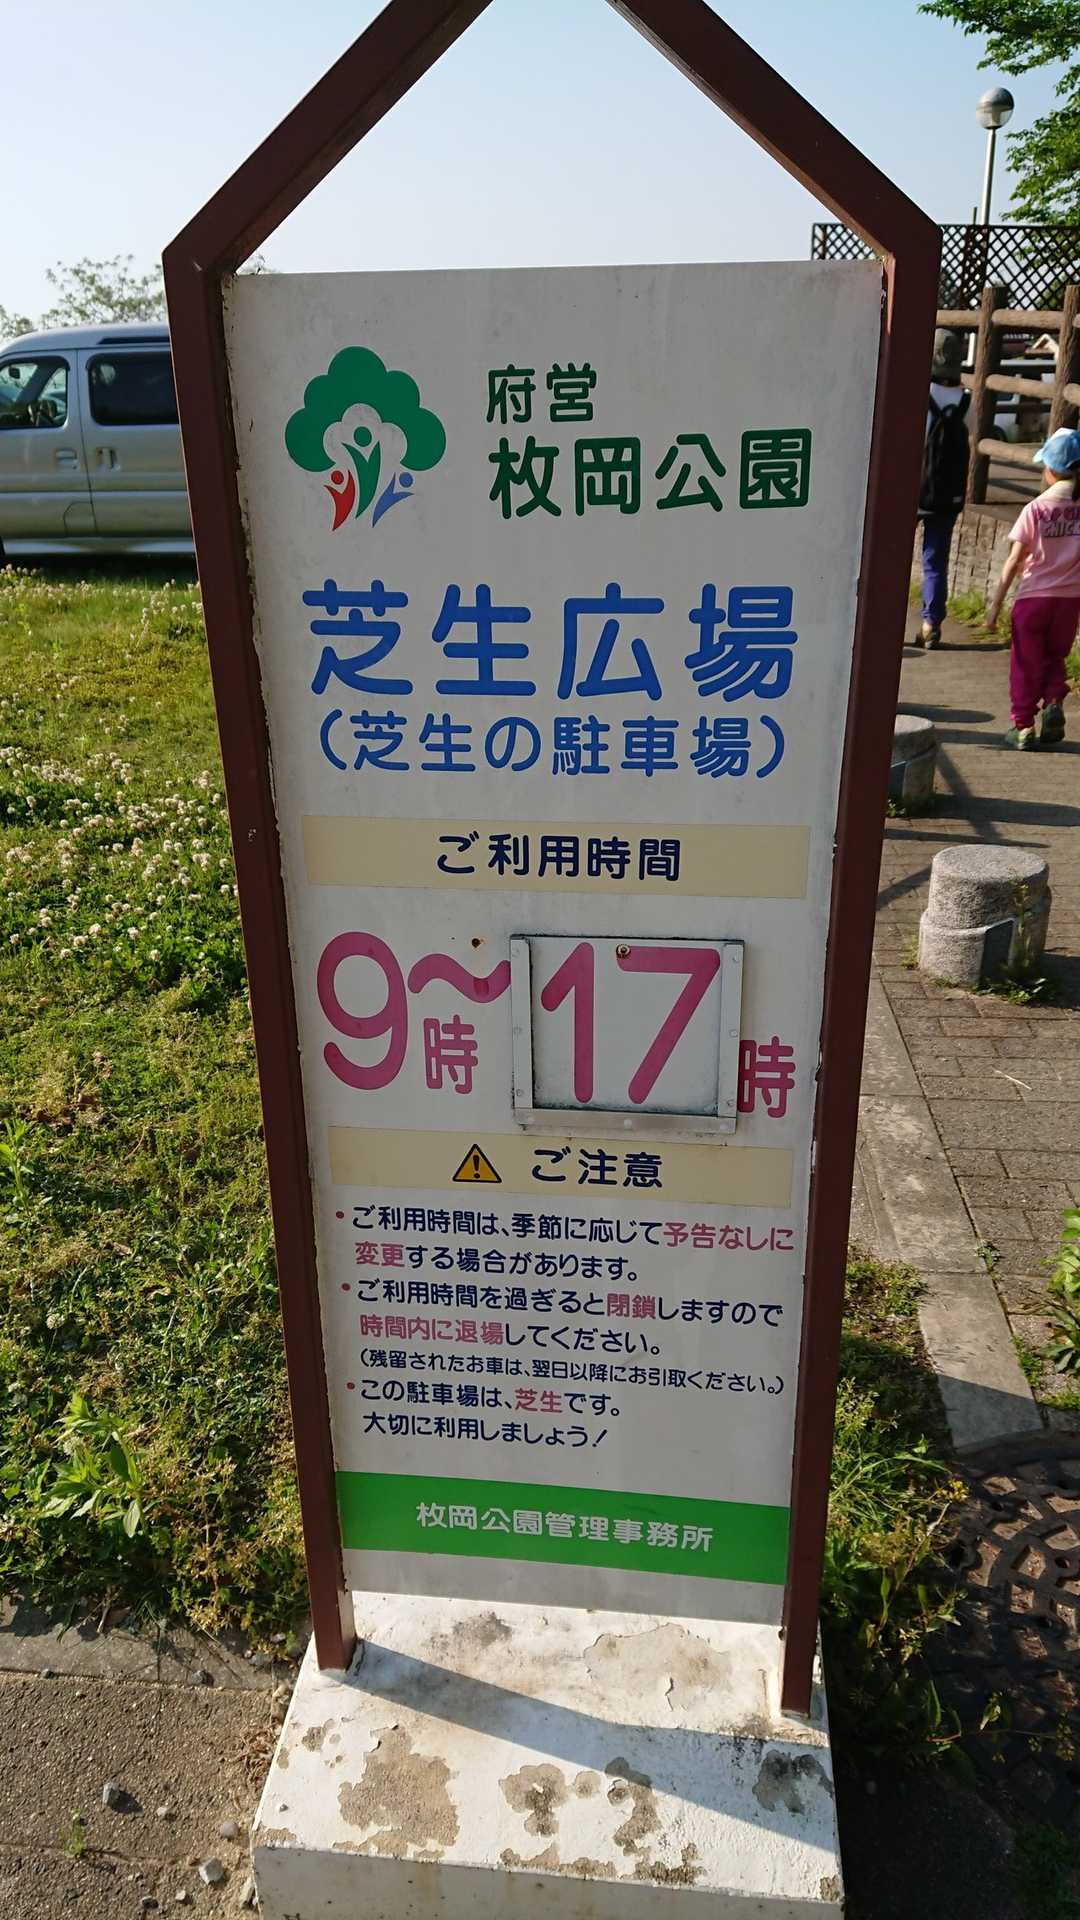 府営
枚岡公園
芝生広場
（芝生の駐車場）
ご利用時間
9時〜17時
ご注意
・ご利用時間は、季節に応じて予告なしに
変更する場合があります。
・ご利用時間を過ぎると閉鎖しますので
時間内に退場してください。
（残留されたお車は、翌日以降にお引取ください。）
・この駐車場は、芝生です。
大切に利用しましょう！
枚岡公園管理事務所